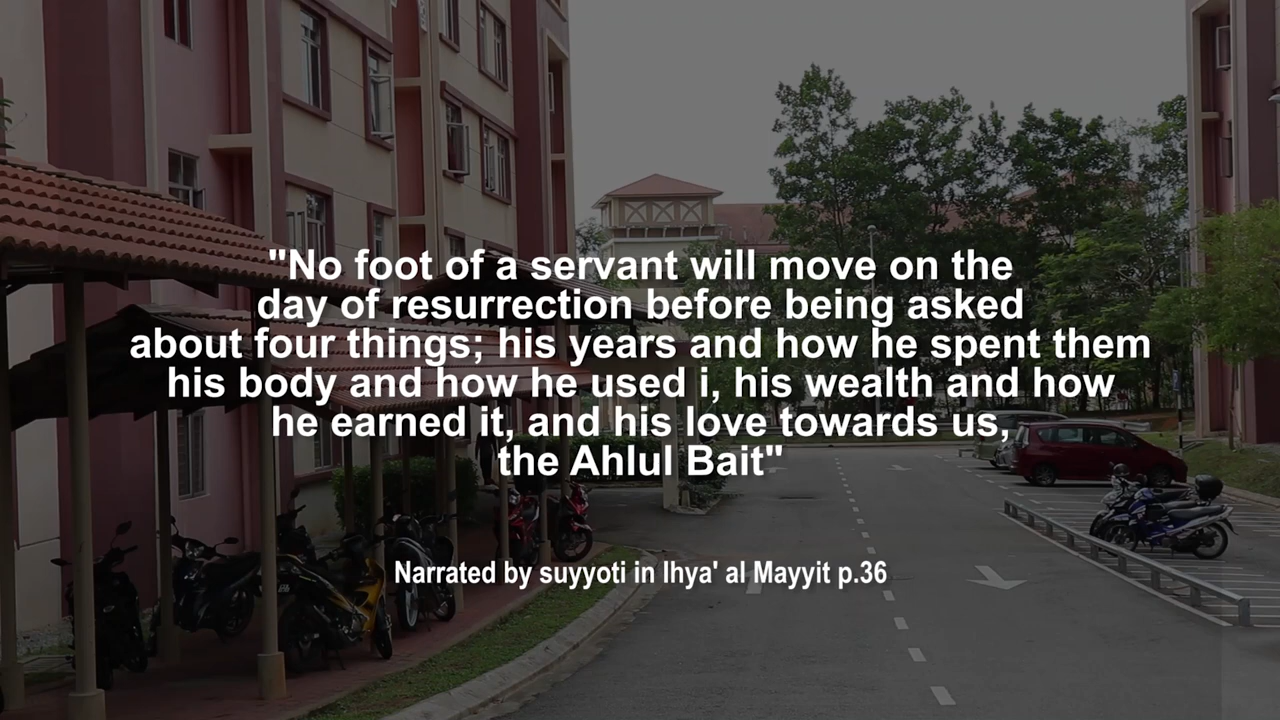 "No foot of a servant will move on the
day of resurrection before being asked
about four things; his years and how he spent them
his body and how he used i, his wealth and how
he earned it, and his love towards us,
the Ahlul Bait"
Narrated by suyyoti in Ihya' al Mayyit p.36